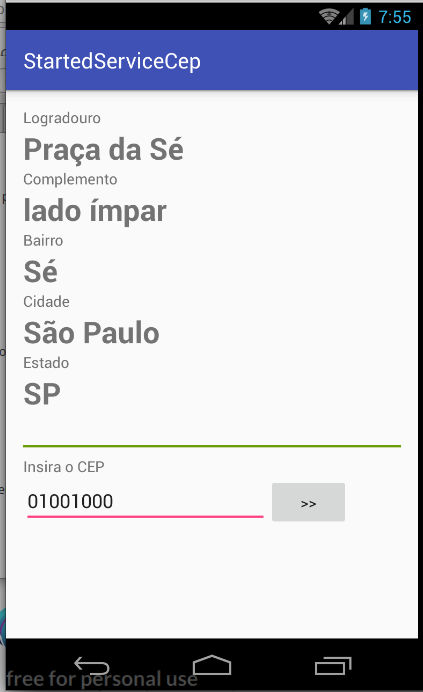 7:55
StartedServiceCep
Logradouro
Praça da Sé
Complemento
lado ímpar
Bairro
Sé
Cidade
São Paulo
Estado
SP
Insira o CEP
01001000 >>
free for personal use